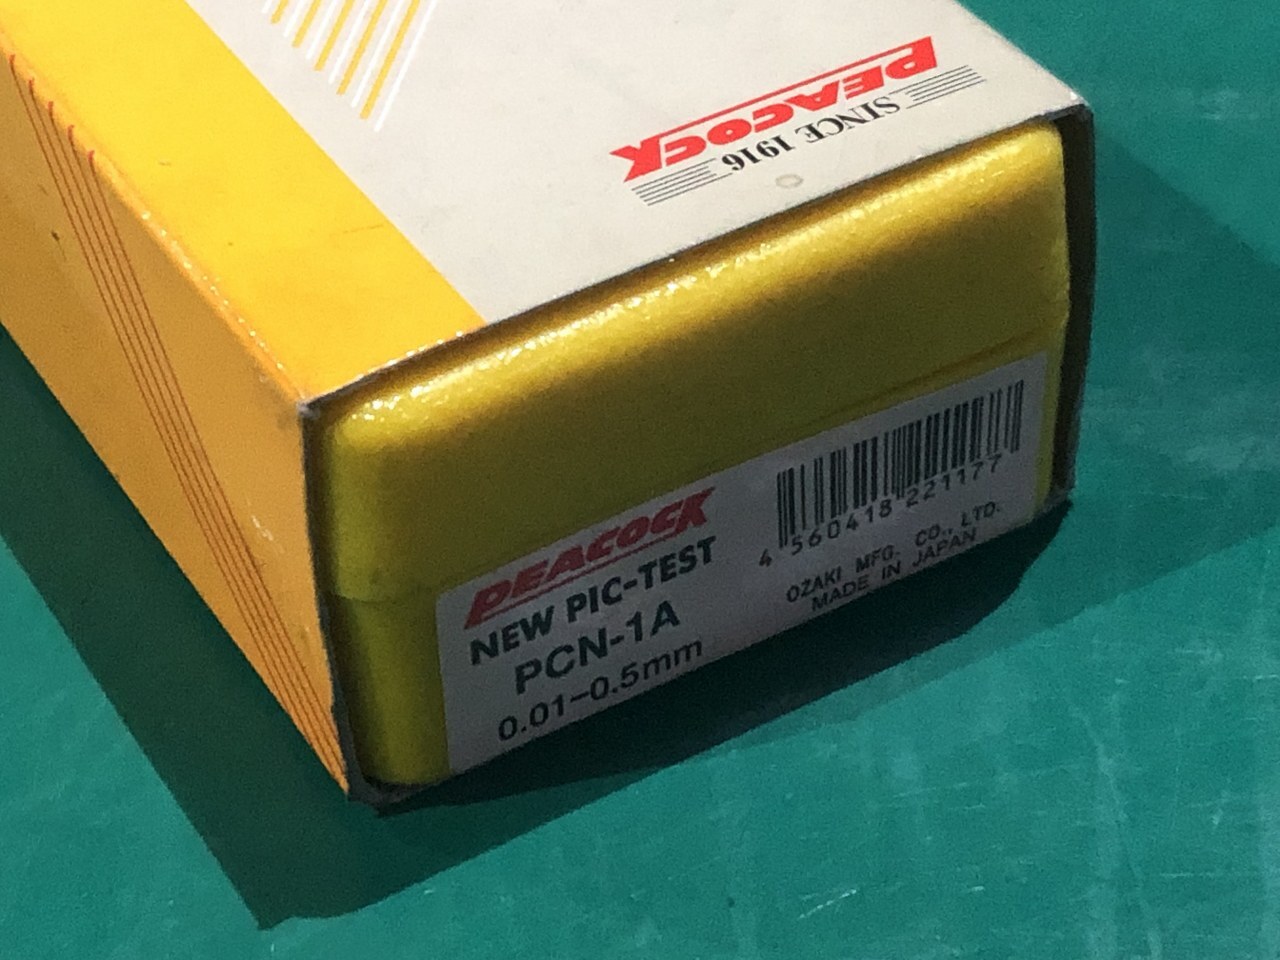 PEACOCK
SINCE 1916
PEACOCK
NEW PIC-TEST
PCN-1A
0.01-0.5mm
4 560418 221177
OZAKI MFG. CO., LTD.
MADE IN JAPAN